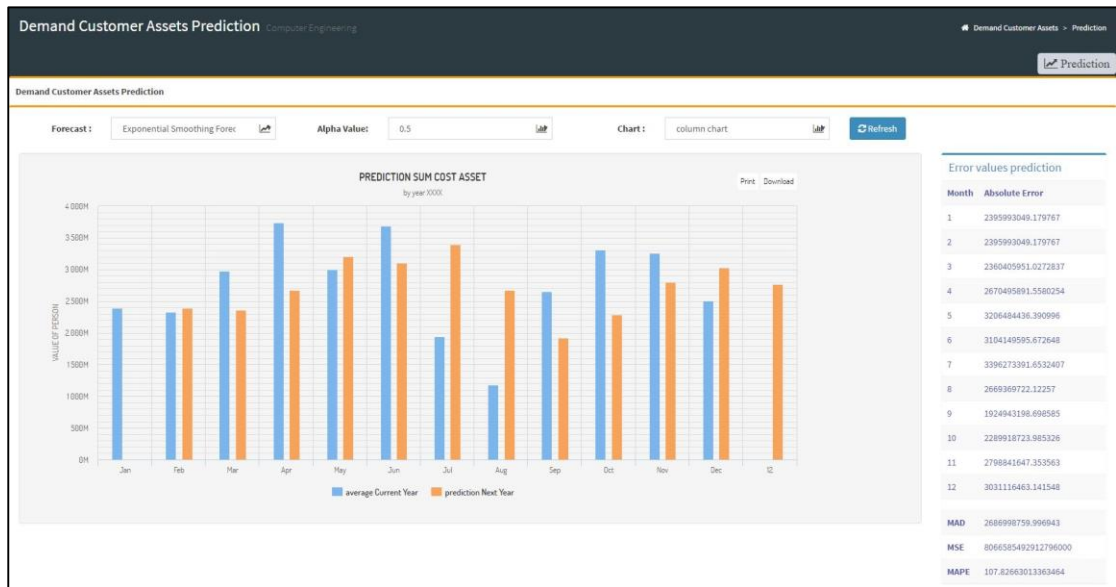 Demand Customer Assets Prediction Computer Engineering
Demand Customer Assets > Prediction
Prediction
Demand Customer Assets Prediction
Forecast : Exponential Smoothing Forec Alpha Value: 0.5 Chart : column chart Refresh
PREDICTION SUM COST ASSET
by year XXXX
Print Download
VALUE OF PERSON
4 000M
3 500M
3 000M
2 500M
2 000M
1 500M
1 000M
500M
0M
Jan Feb Mar Apr May Jun Jul Aug Sep Oct Nov Dec 12
average Current Year prediction Next Year
Error values prediction
Month Absolute Error
1 2395993049.179767
2 2395993049.179767
3 2360405951.0272837
4 2670495891.5580254
5 3206484436.390996
6 3104149595.672648
7 3396273391.6532407
8 2669369722.12257
9 1924943198.698585
10 2289918723.985326
11 2798841647.353563
12 3031116463.141548
MAD 2686998759.996943
MSE 8066585492912796000
MAPE 107.82663013363464